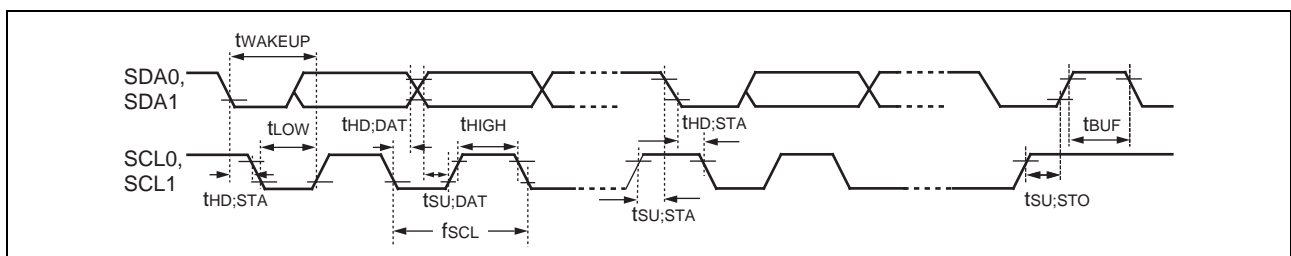 tWAKEUP
SDA0,
SDA1
tLOW
tHD;DAT
tHIGH
tHD;STA
tBUF
SCL0,
SCL1
tHD;STA
tSU;DAT
tSU;STA
tSU;STO
fSCL